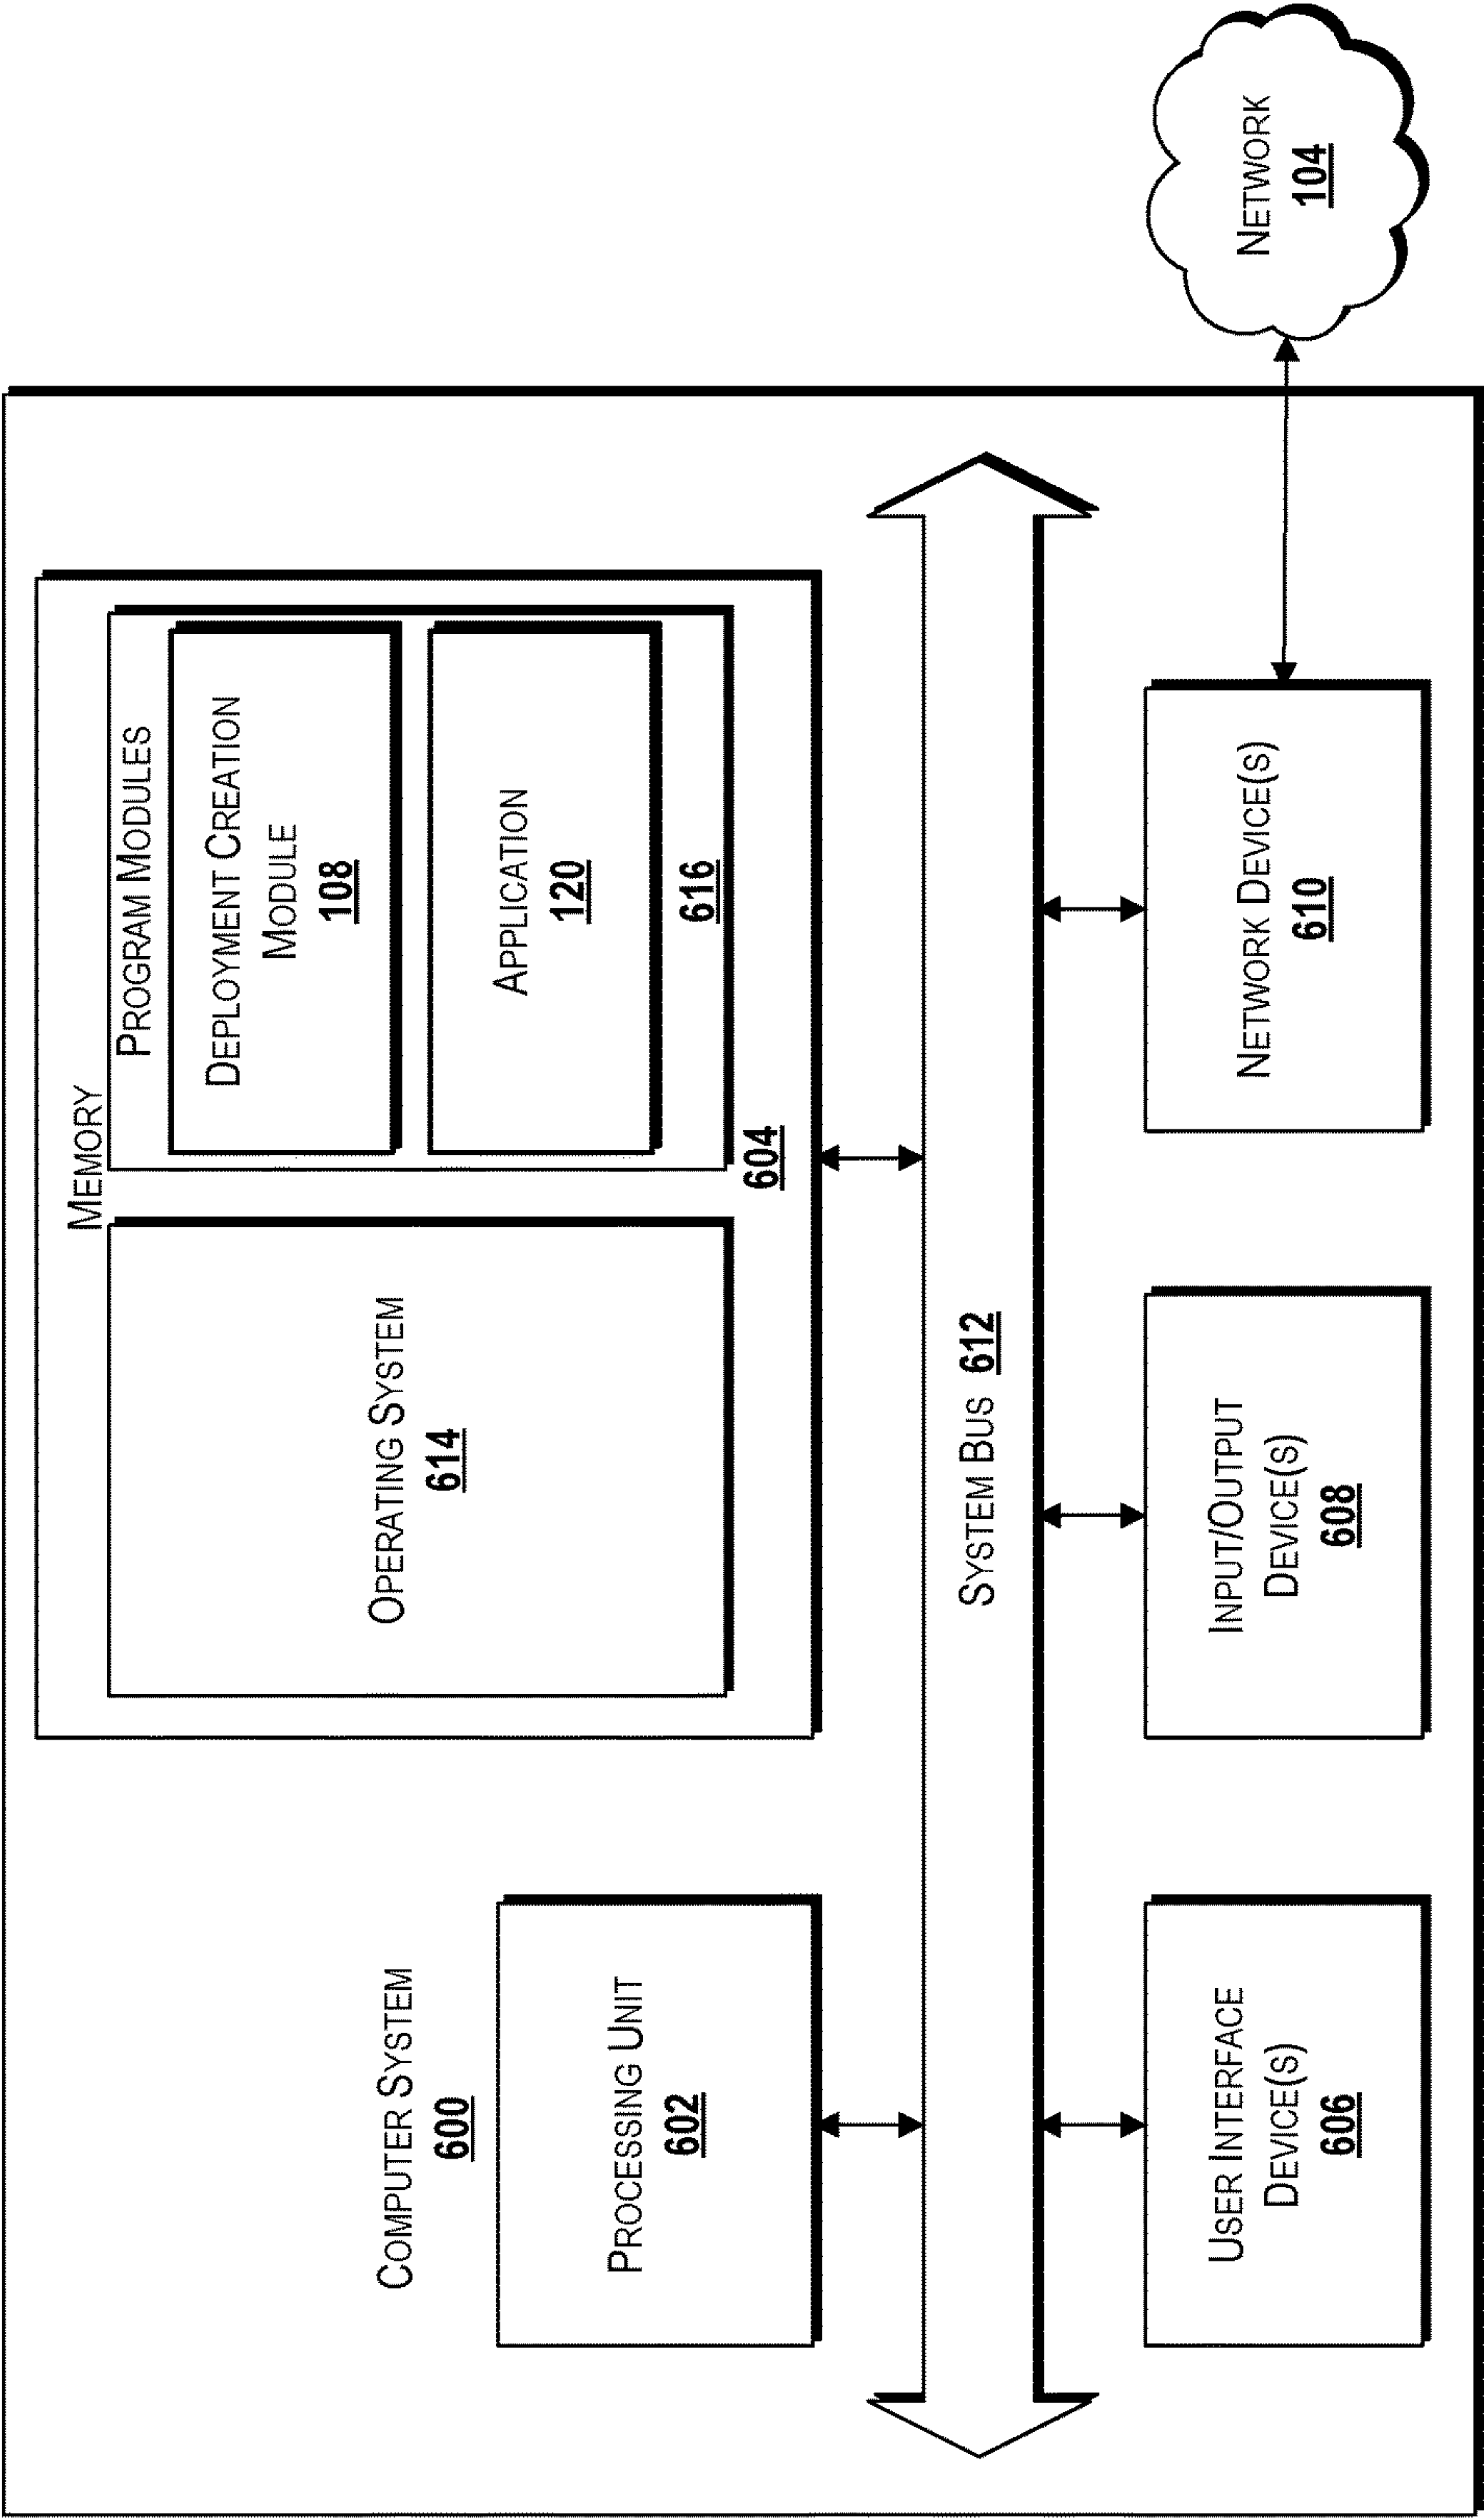 COMPUTER SYSTEM
600
PROCESSING UNIT
602
MEMORY
OPERATING SYSTEM
614
PROGRAM MODULES
DEPLOYMENT CREATION
MODULE
108
APPLICATION
120
616
604
SYSTEM BUS 612
USER INTERFACE
DEVICE(S)
606
INPUT/OUTPUT
DEVICE(S)
608
NETWORK DEVICE(S)
610
NETWORK
104